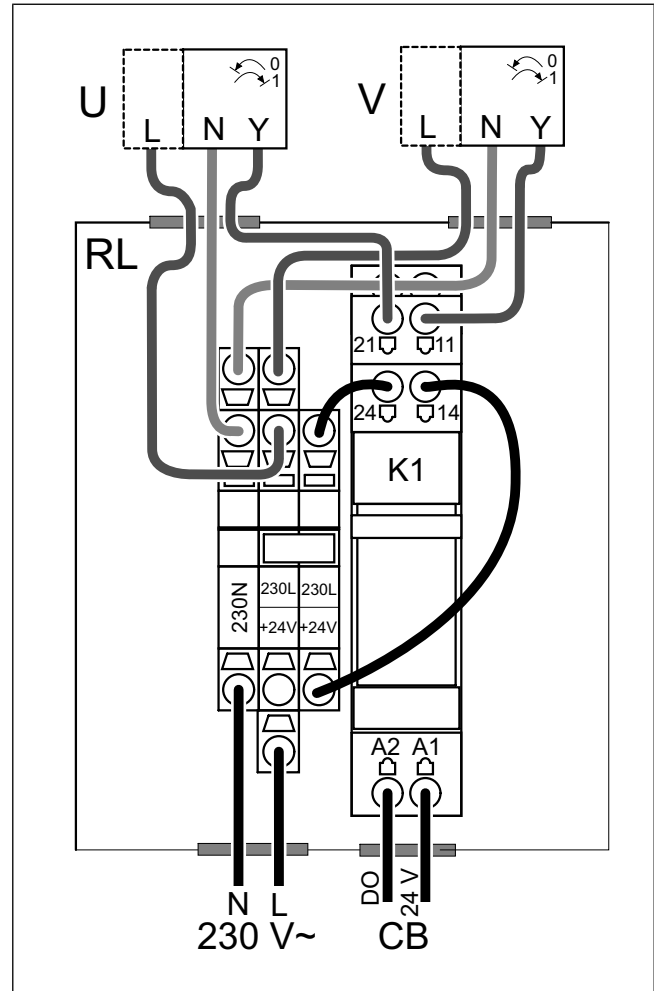 0
1
U
L N Y
0
1
V
L N Y
RL
21 11
24 14
K1
230N
230L 230L
+24V +24V
A2 A1
DO
24 V
N L
230 V~
CB